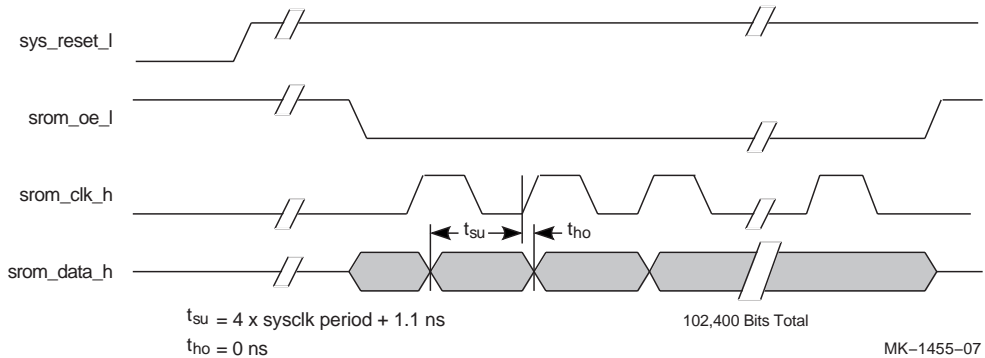 sys_reset_l
srom_oe_l
srom_clk_h
tsu
tho
srom_data_h
tsu = 4 x sysclk period + 1.1 ns
102,400 Bits Total
tho = 0 ns
MK–1455–07